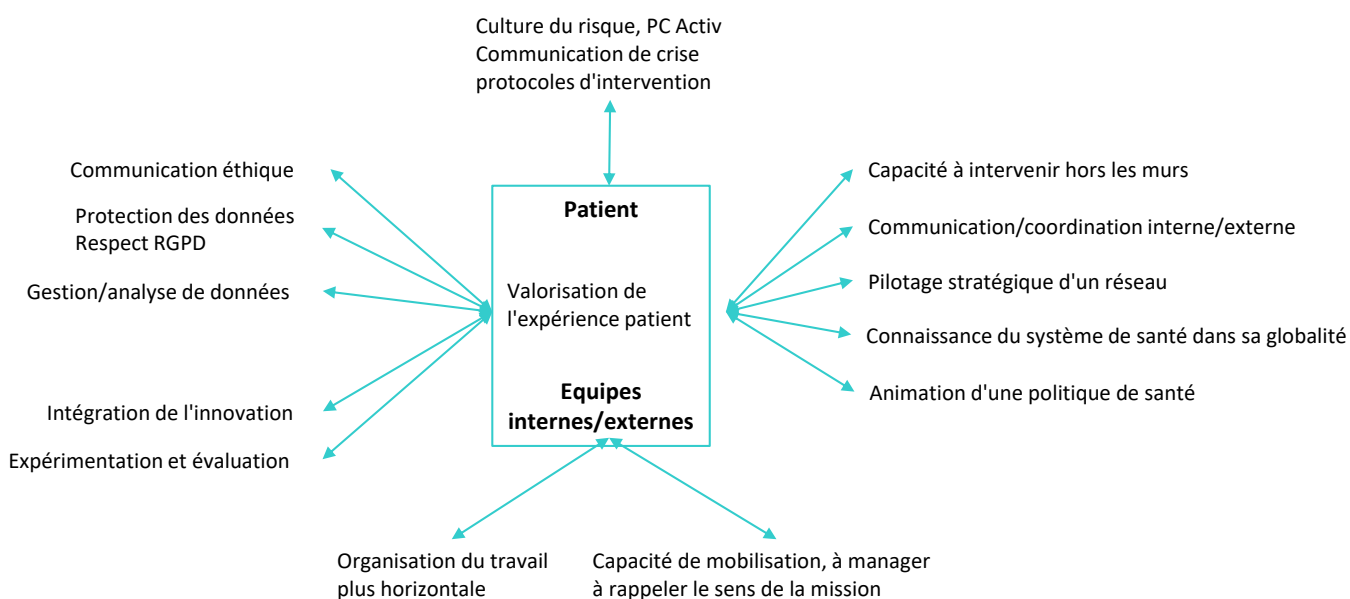 Culture du risque, PC Activ
Communication de crise
protocoles d'intervention
Communication éthique
Protection des données
Respect RGPD
Gestion/analyse de données
Intégration de l'innovation
Expérimentation et évaluation
Patient
Valorisation de
l'expérience patient
Equipes
internes/externes
Capacité à intervenir hors les murs
Communication/coordination interne/externe
Pilotage stratégique d'un réseau
Connaissance du système de santé dans sa globalité
Animation d'une politique de santé
Organisation du travail
plus horizontale
Capacité de mobilisation, à manager
à rappeler le sens de la mission